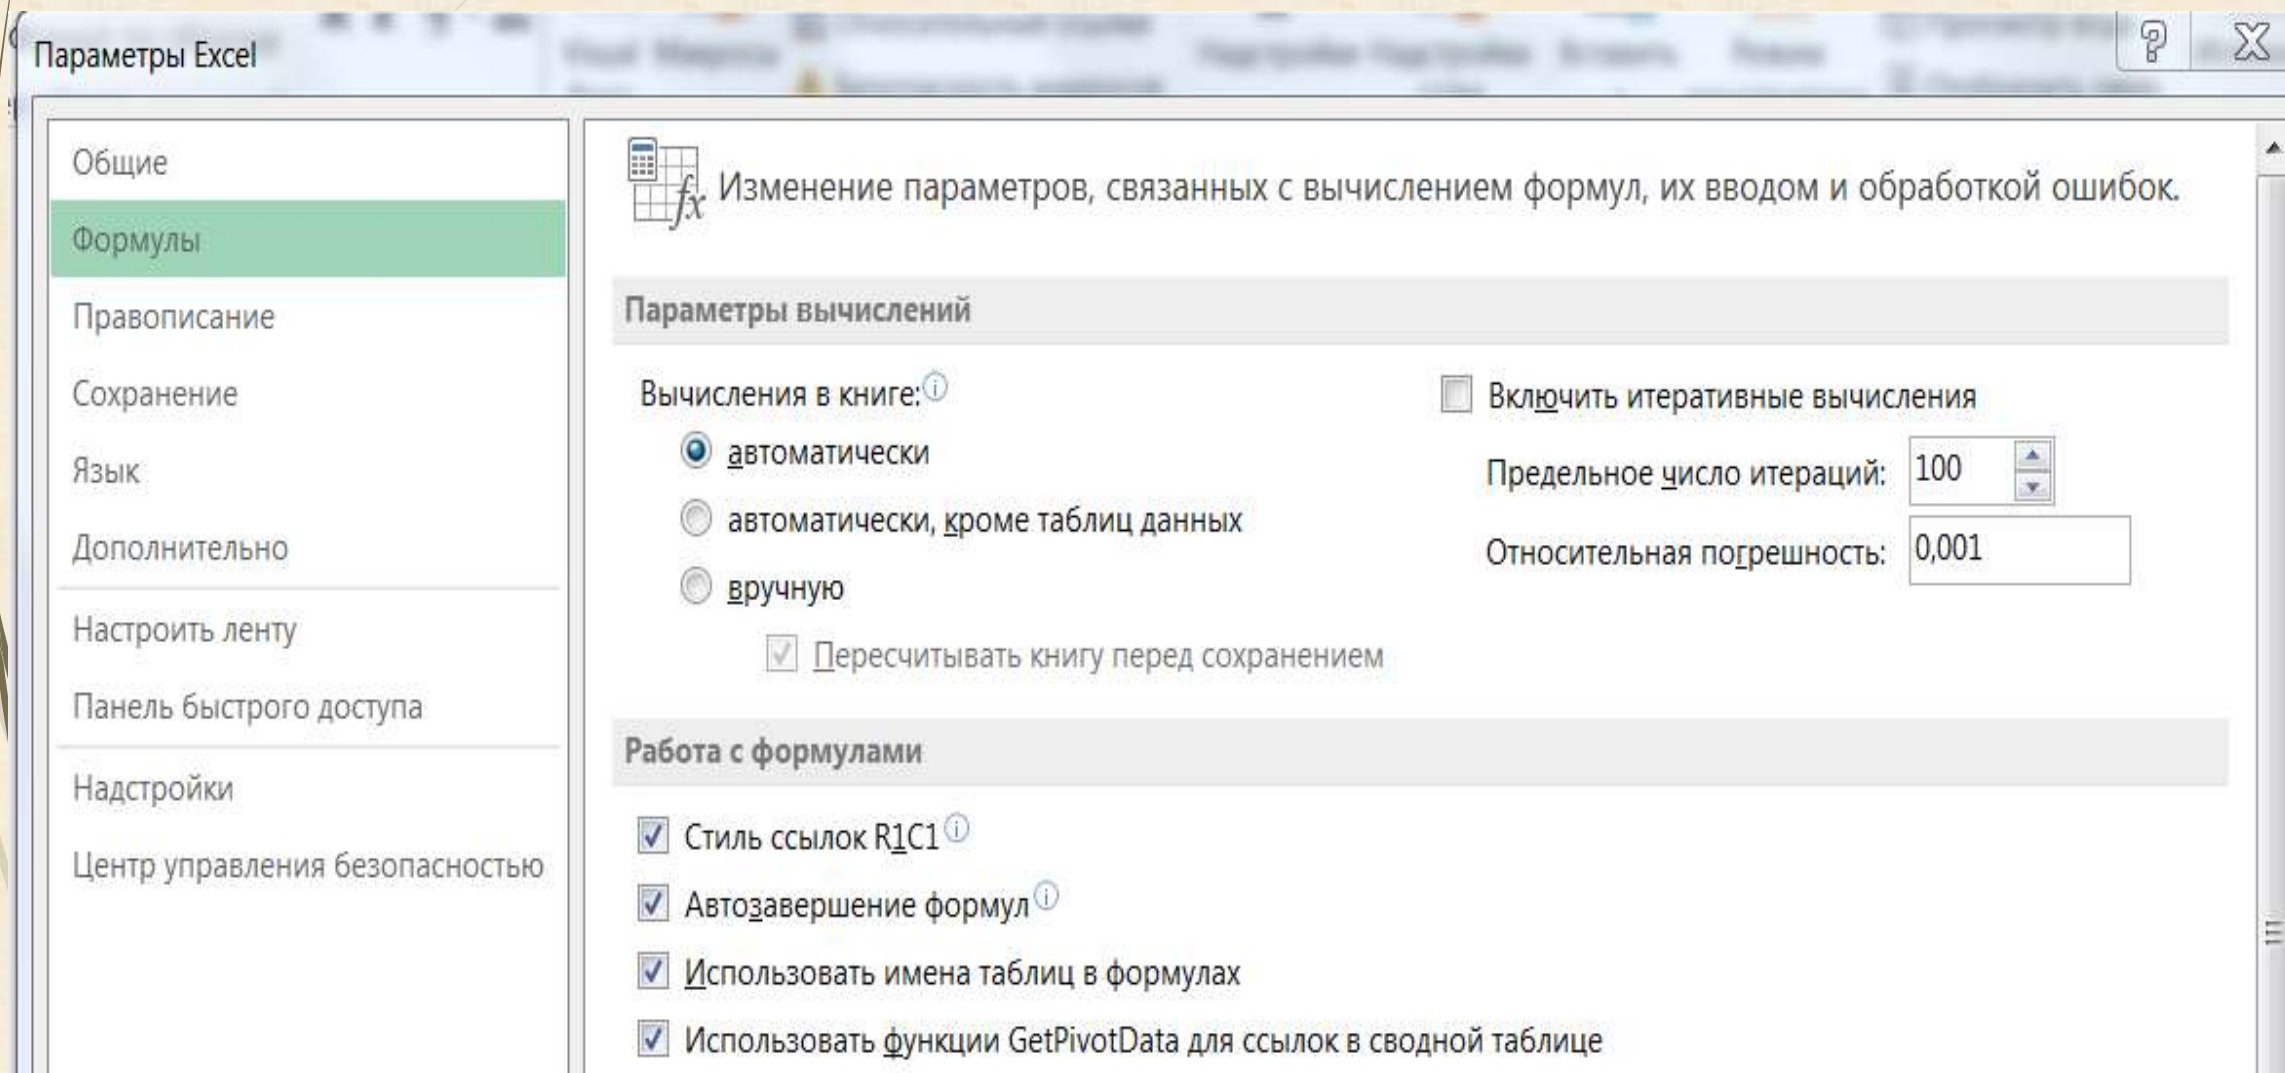 Параметры Excel
Общие
Формулы
Правописание
Сохранение
Язык
Дополнительно
Настроить ленту
Панель быстрого доступа
Надстройки
Центр управления безопасностью
Изменение параметров, связанных с вычислением формул, их вводом и обработкой ошибок.
Параметры вычислений
Вычисления в книге:
автоматически
автоматически, кроме таблиц данных
вручную
Пересчитывать книгу перед сохранением
Включить итеративные вычисления
Предельное число итераций: 100
Относительная погрешность: 0,001
Работа с формулами
Стиль ссылок R1C1
Автозавершение формул
Использовать имена таблиц в формулах
Использовать функции GetPivotData для ссылок в сводной таблице